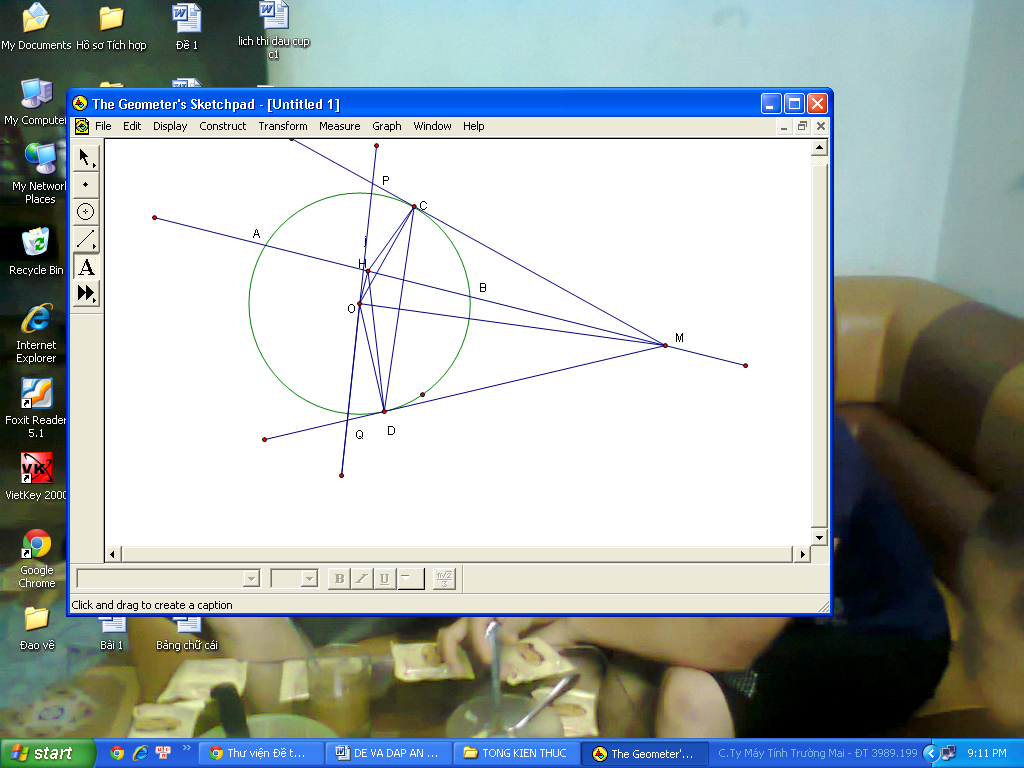 My Documents
Hồ sơ Tích hợp
Đề 1
lich thi dau cup
c1
My Computer
My Network
Places
Recycle Bin
Internet
Explorer
Foxit Reader
5.1
VietKey 2000
Google
Chrome
Đao về
Bài 1
Bảng chữ cái
The Geometer's Sketchpad - [Untitled 1]
File Edit Display Construct Transform Measure Graph Window Help
P
C
A
H
B
O
M
Q
D
A
B I U
Click and drag to create a caption
start
Thư viện Đề t...
DE VA DAP AN ...
TONG KIEN THUC
The Geometer'...
C.Ty Máy Tính Trường Mai - ĐT 3989.199
9:11 PM